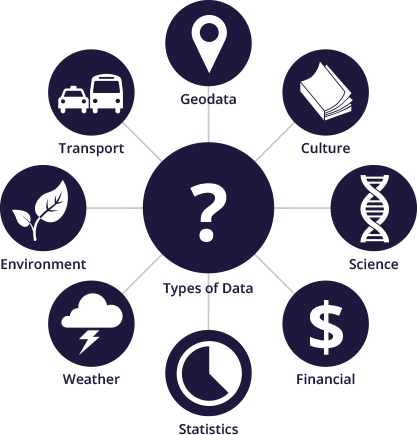 Geodata
Transport
Culture
?
Environment
Types of Data
Science
$
Weather
Financial
Statistics